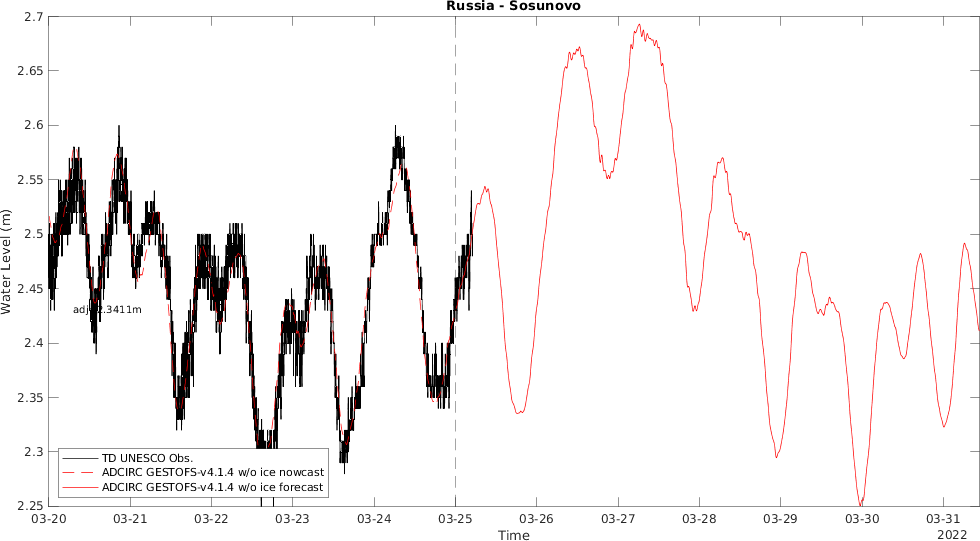 Russia - Sosunovo
2.7
2.65
2.6
2.55
2.5
2.45
2.4
2.35
2.3
2.25
Water Level (m)
2.3411m
TD UNESCO Obs.
ADCIRC GESTOFS-v4.1.4 w/o ice nowcast
ADCIRC GESTOFS-v4.1.4 w/o ice forecast
03-20 03-21 03-22 03-23 03-24 03-25 03-26 03-27 03-28 03-29 03-30 03-31
Time
2022